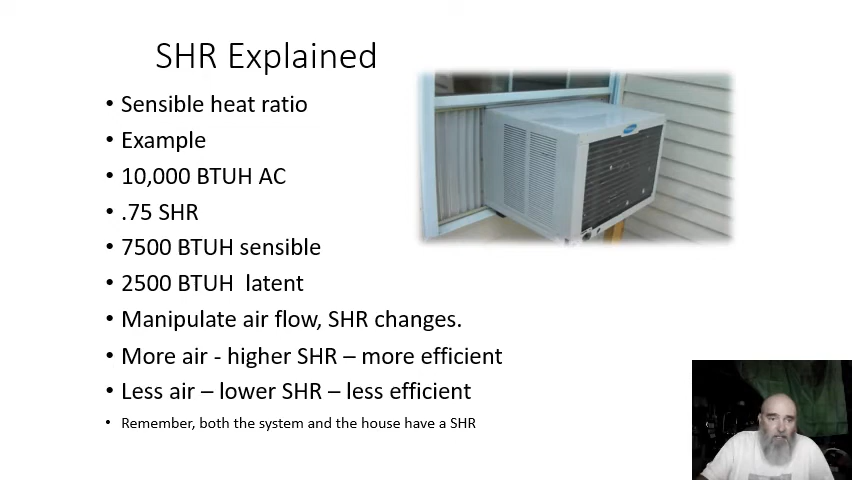 SHR Explained
• Sensible heat ratio
• Example
• 10,000 BTUH AC
• .75 SHR
• 7500 BTUH sensible
• 2500 BTUH  latent
• Manipulate air flow, SHR changes.
• More air - higher SHR – more efficient
• Less air – lower SHR – less efficient
• Remember, both the system and the house have a SHR